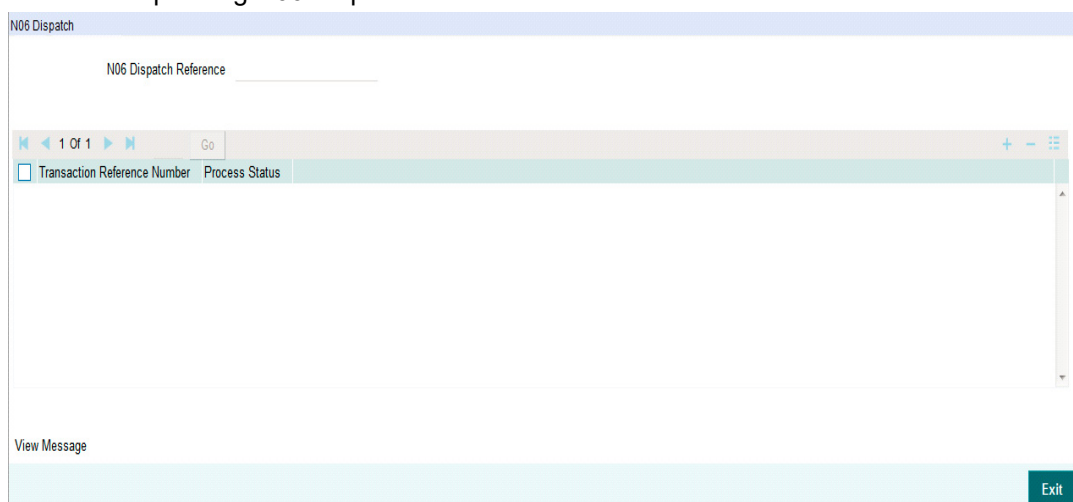 N06 Dispatch
N06 Dispatch Reference
1 Of 1 Go
Transaction Reference Number Process Status
View Message
Exit